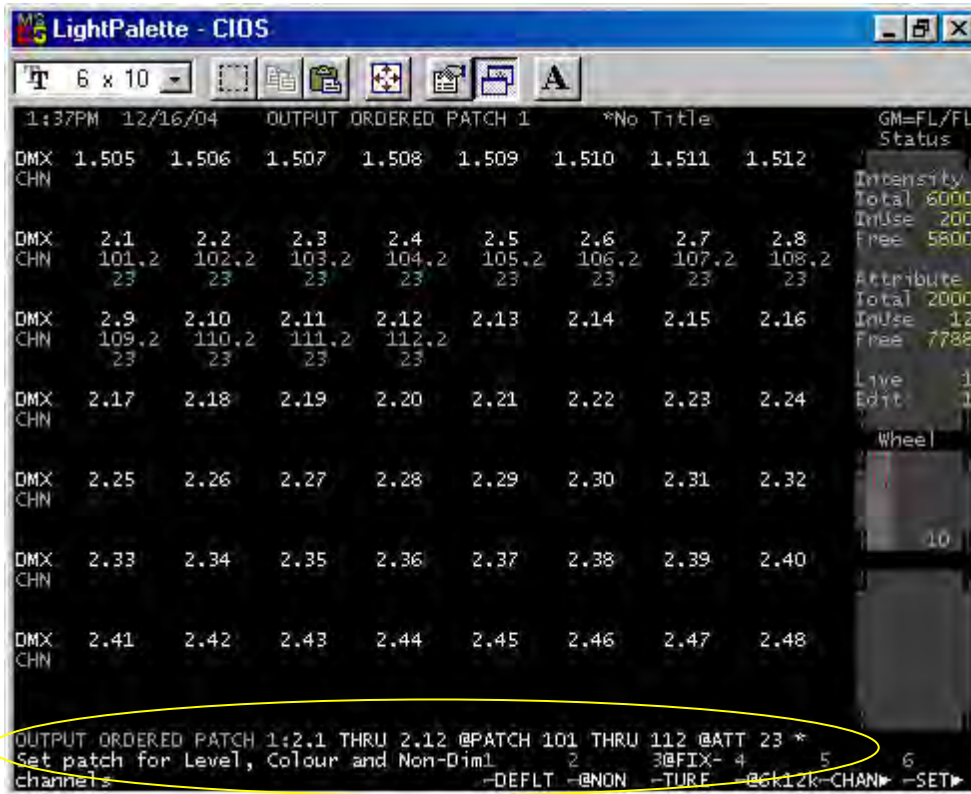 LightPalette - CIOS
6 x 10
1:37PM 12/16/04 OUTPUT ORDERED PATCH 1 *No Title GM=FL/FL
Status
DMX 1.505 1.506 1.507 1.508 1.509 1.510 1.511 1.512
CHN
Intensity
Total 6000
InUse 200
Free 5800
DMX 2.1 2.2 2.3 2.4 2.5 2.6 2.7 2.8
CHN 101.2 102.2 103.2 104.2 105.2 106.2 107.2 108.2
23 23 23 23 23 23 23 23
Attribute
Total 2000
InUse 12
Free 7788
DMX 2.9 2.10 2.11 2.12 2.13 2.14 2.15 2.16
CHN 109.2 110.2 111.2 112.2
23 23 23 23
Live 1
Edit 1
DMX 2.17 2.18 2.19 2.20 2.21 2.22 2.23 2.24
CHN
Wheel
DMX 2.25 2.26 2.27 2.28 2.29 2.30 2.31 2.32
CHN
10
DMX 2.33 2.34 2.35 2.36 2.37 2.38 2.39 2.40
CHN
DMX 2.41 2.42 2.43 2.44 2.45 2.46 2.47 2.48
CHN
OUTPUT ORDERED PATCH 1:2.1 THRU 2.12 @PATCH 101 THRU 112 @ATT 23 *
Set patch for Level, Colour and Non-Dim1 2 3@FIX- 4 5 6
channels -DEFLT -@NON -TURE -@6k12k-CHAN► -SET►